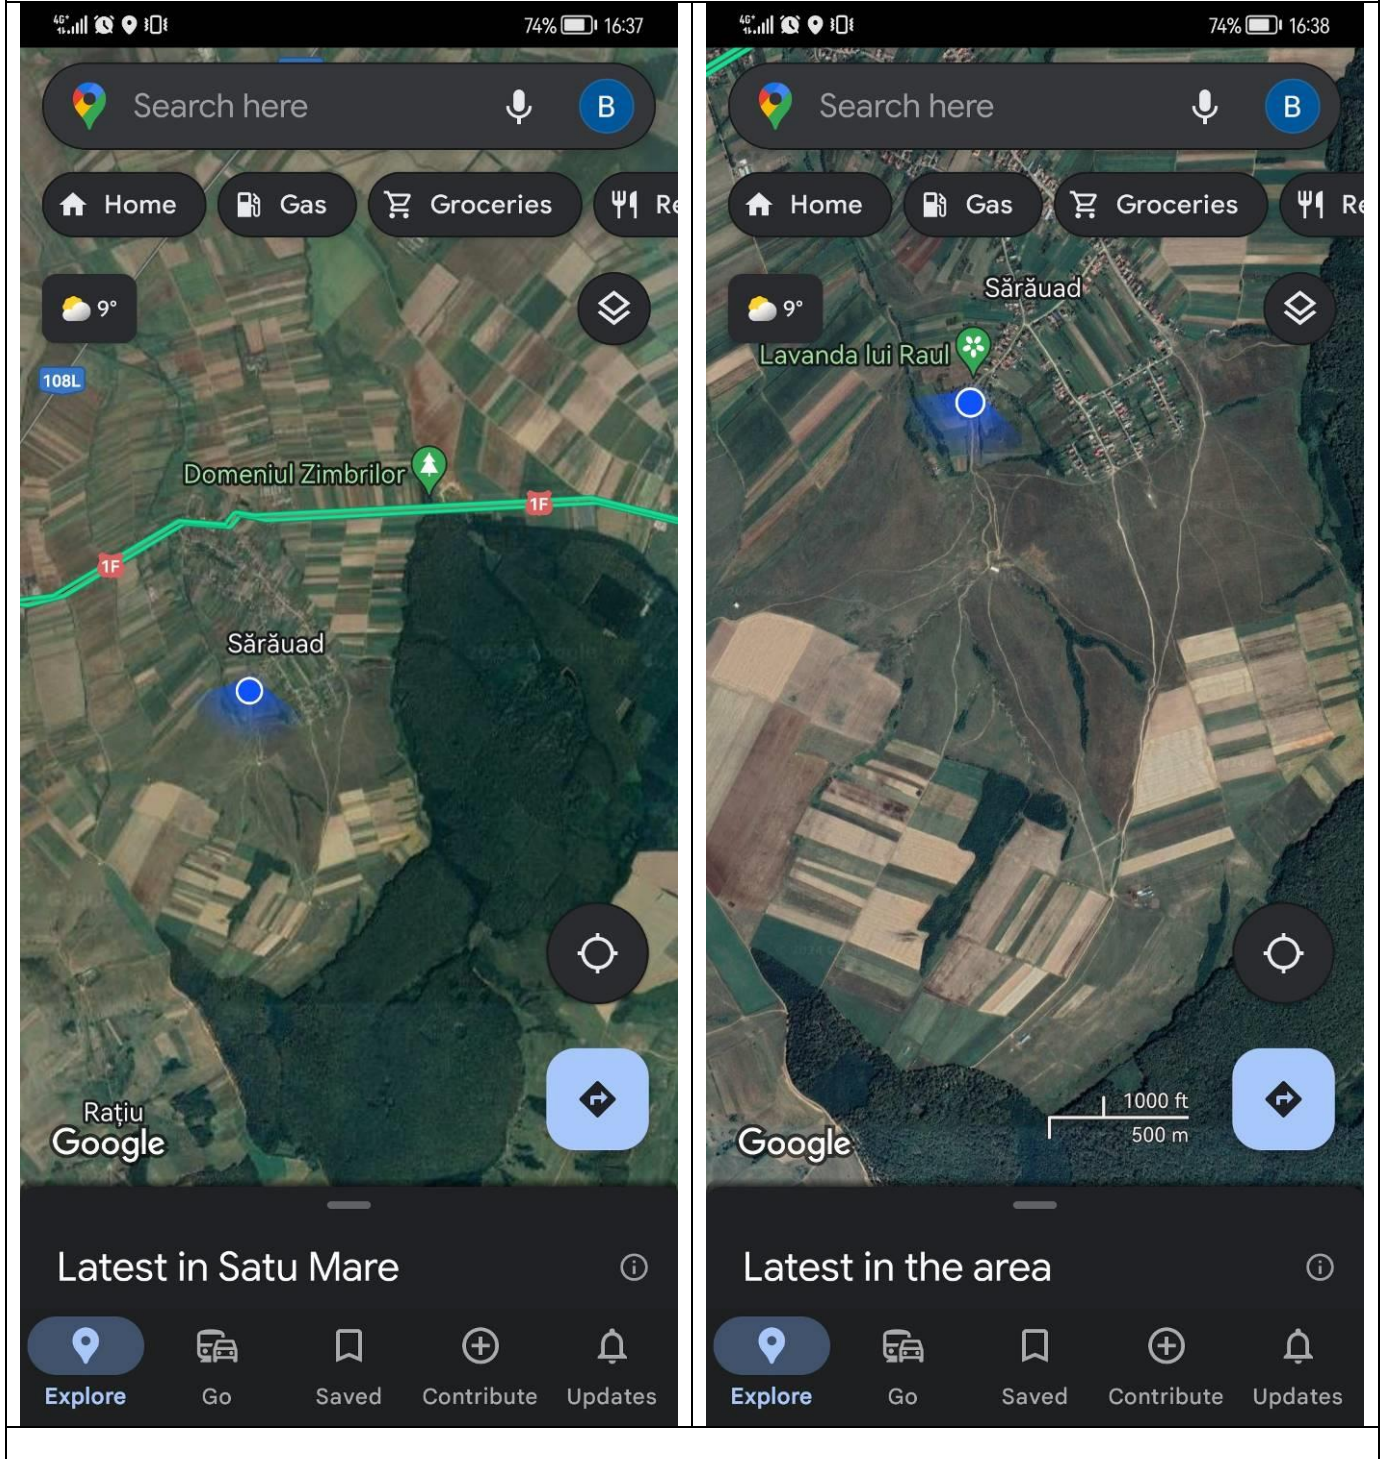 74% 16:37
Search here B
Home Gas Groceries Re
9°
108L
Domeniul Zimbrilor
1F
1F
Sărăuad
Rațiu
Google
Latest in Satu Mare
Explore Go Saved Contribute Updates
74% 16:38
Search here B
Home Gas Groceries Re
Sărăuad
9°
Lavanda lui Raul
1000 ft
500 m
Google
Latest in the area
Explore Go Saved Contribute Updates